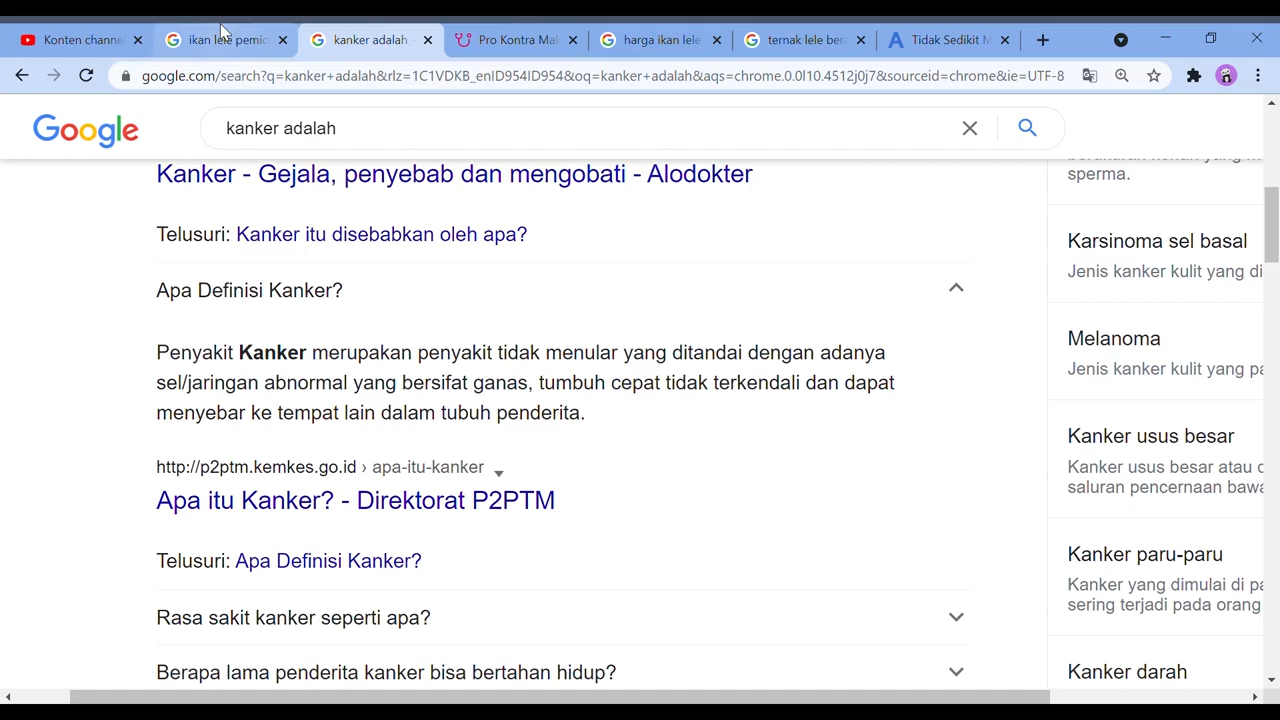 Konten channe
ikan lele pemic
kanker adalah
Pro Kontra Mak
harga ikan lele
ternak lele bera
Tidak Sedikit M
google.com/search?q=kanker+adalah&rlz=1C1VDKB_enID954ID954&oq=kanker+adalah&aqs=chrome.0.0l10.4512j0j7&sourceid=chrome&ie=UTF-8
Google
kanker adalah
Kanker - Gejala, penyebab dan mengobati - Alodokter
Telusuri: Kanker itu disebabkan oleh apa?
Apa Definisi Kanker?
Penyakit Kanker merupakan penyakit tidak menular yang ditandai dengan adanya
sel/jaringan abnormal yang bersifat ganas, tumbuh cepat tidak terkendali dan dapat
menyebar ke tempat lain dalam tubuh penderita.
http://p2ptm.kemkes.go.id › apa-itu-kanker
Apa itu Kanker? - Direktorat P2PTM
Telusuri: Apa Definisi Kanker?
Rasa sakit kanker seperti apa?
Berapa lama penderita kanker bisa bertahan hidup?
sperma.
Karsinoma sel basal
Jenis kanker kulit yang di
Melanoma
Jenis kanker kulit yang pa
Kanker usus besar
Kanker usus besar atau
saluran pencernaan bawa
Kanker paru-paru
Kanker yang dimulai di pa
sering terjadi pada orang
Kanker darah